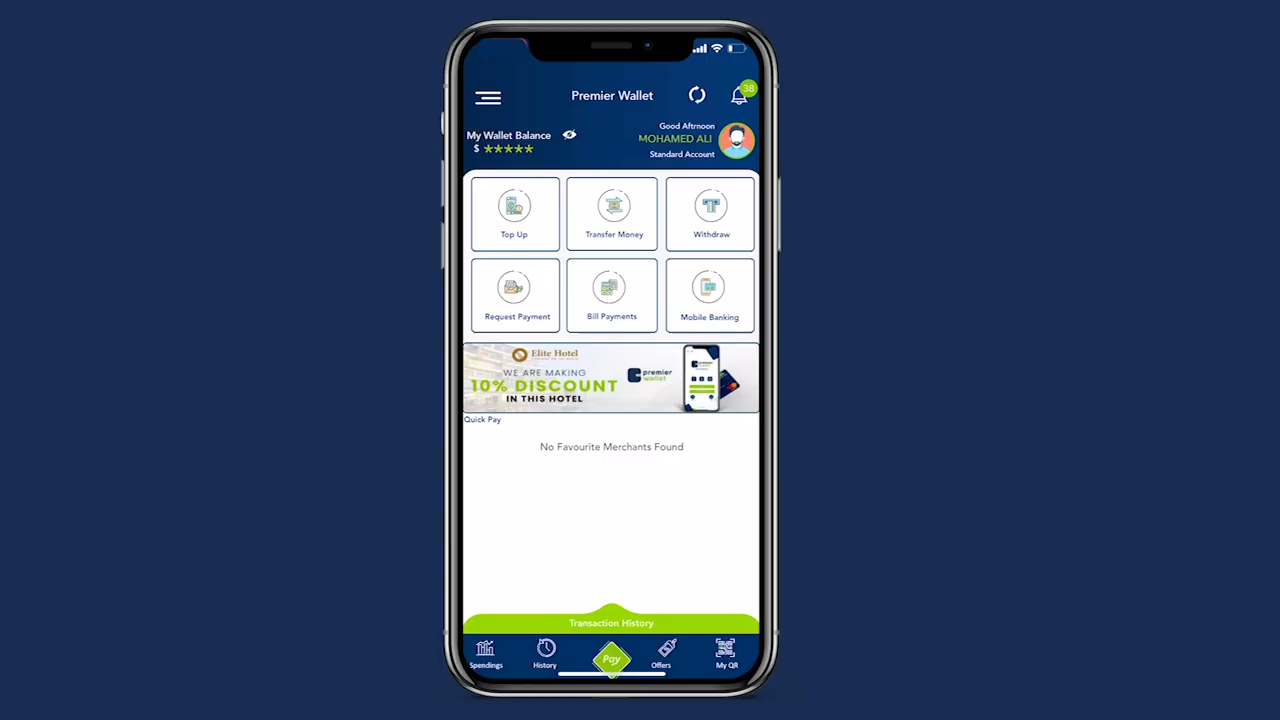 Premier Wallet
38
My Wallet Balance
$ *****
Good Aftrnoon
MOHAMED ALI
Standard Account
Top Up
Transfer Money
Withdraw
Request Payment
Bill Payments
Mobile Banking
Elite Hotel
WE ARE MAKING
10% DISCOUNT
IN THIS HOTEL
premier
wallet
Quick Pay
No Favourite Merchants Found
Transaction History
Spendings
History
Pay
Offers
My QR